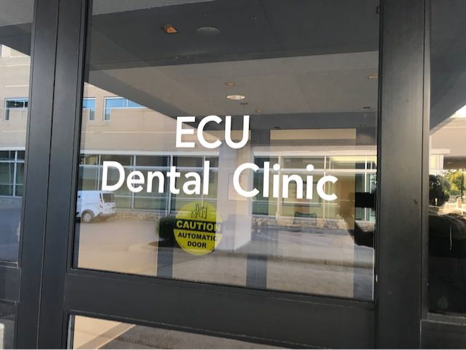 ECU
Dental Clinic
CAUTION
AUTOMATIC
DOOR